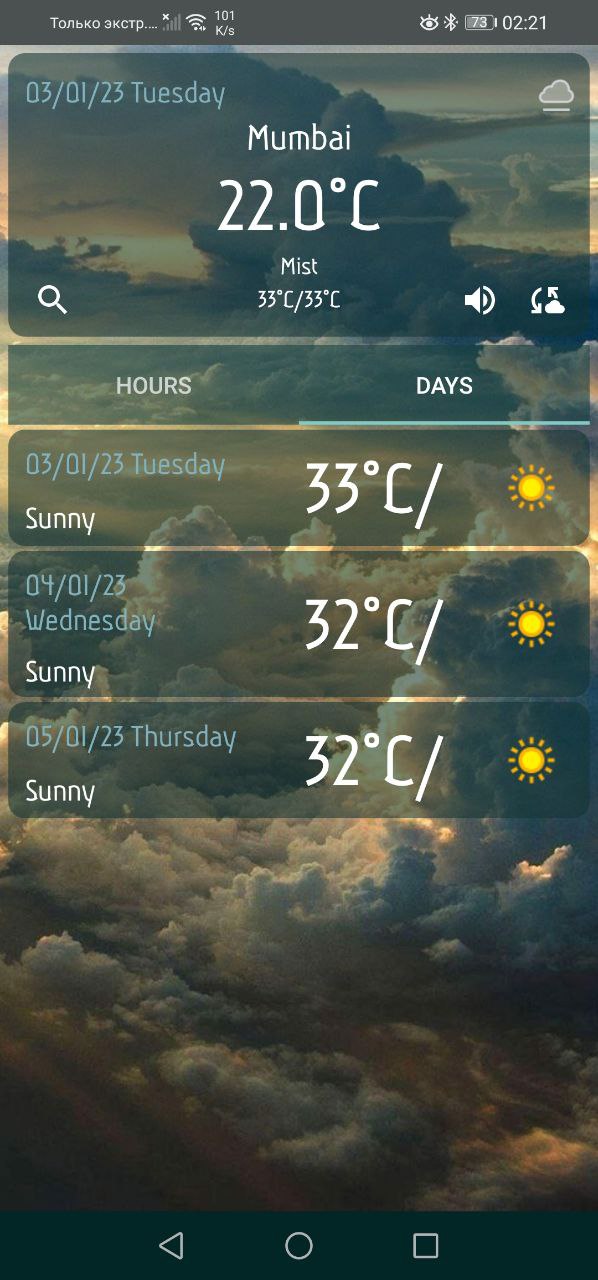 Только экстр....
101
K/s
73
02:21
03/01/23 Tuesday
Mumbai
22.0°C
Mist
33°C/33°C
HOURS
DAYS
03/01/23 Tuesday
33°C/
Sunny
04/01/23
Wednesday
32°C/
Sunny
05/01/23 Thursday
32°C/
Sunny